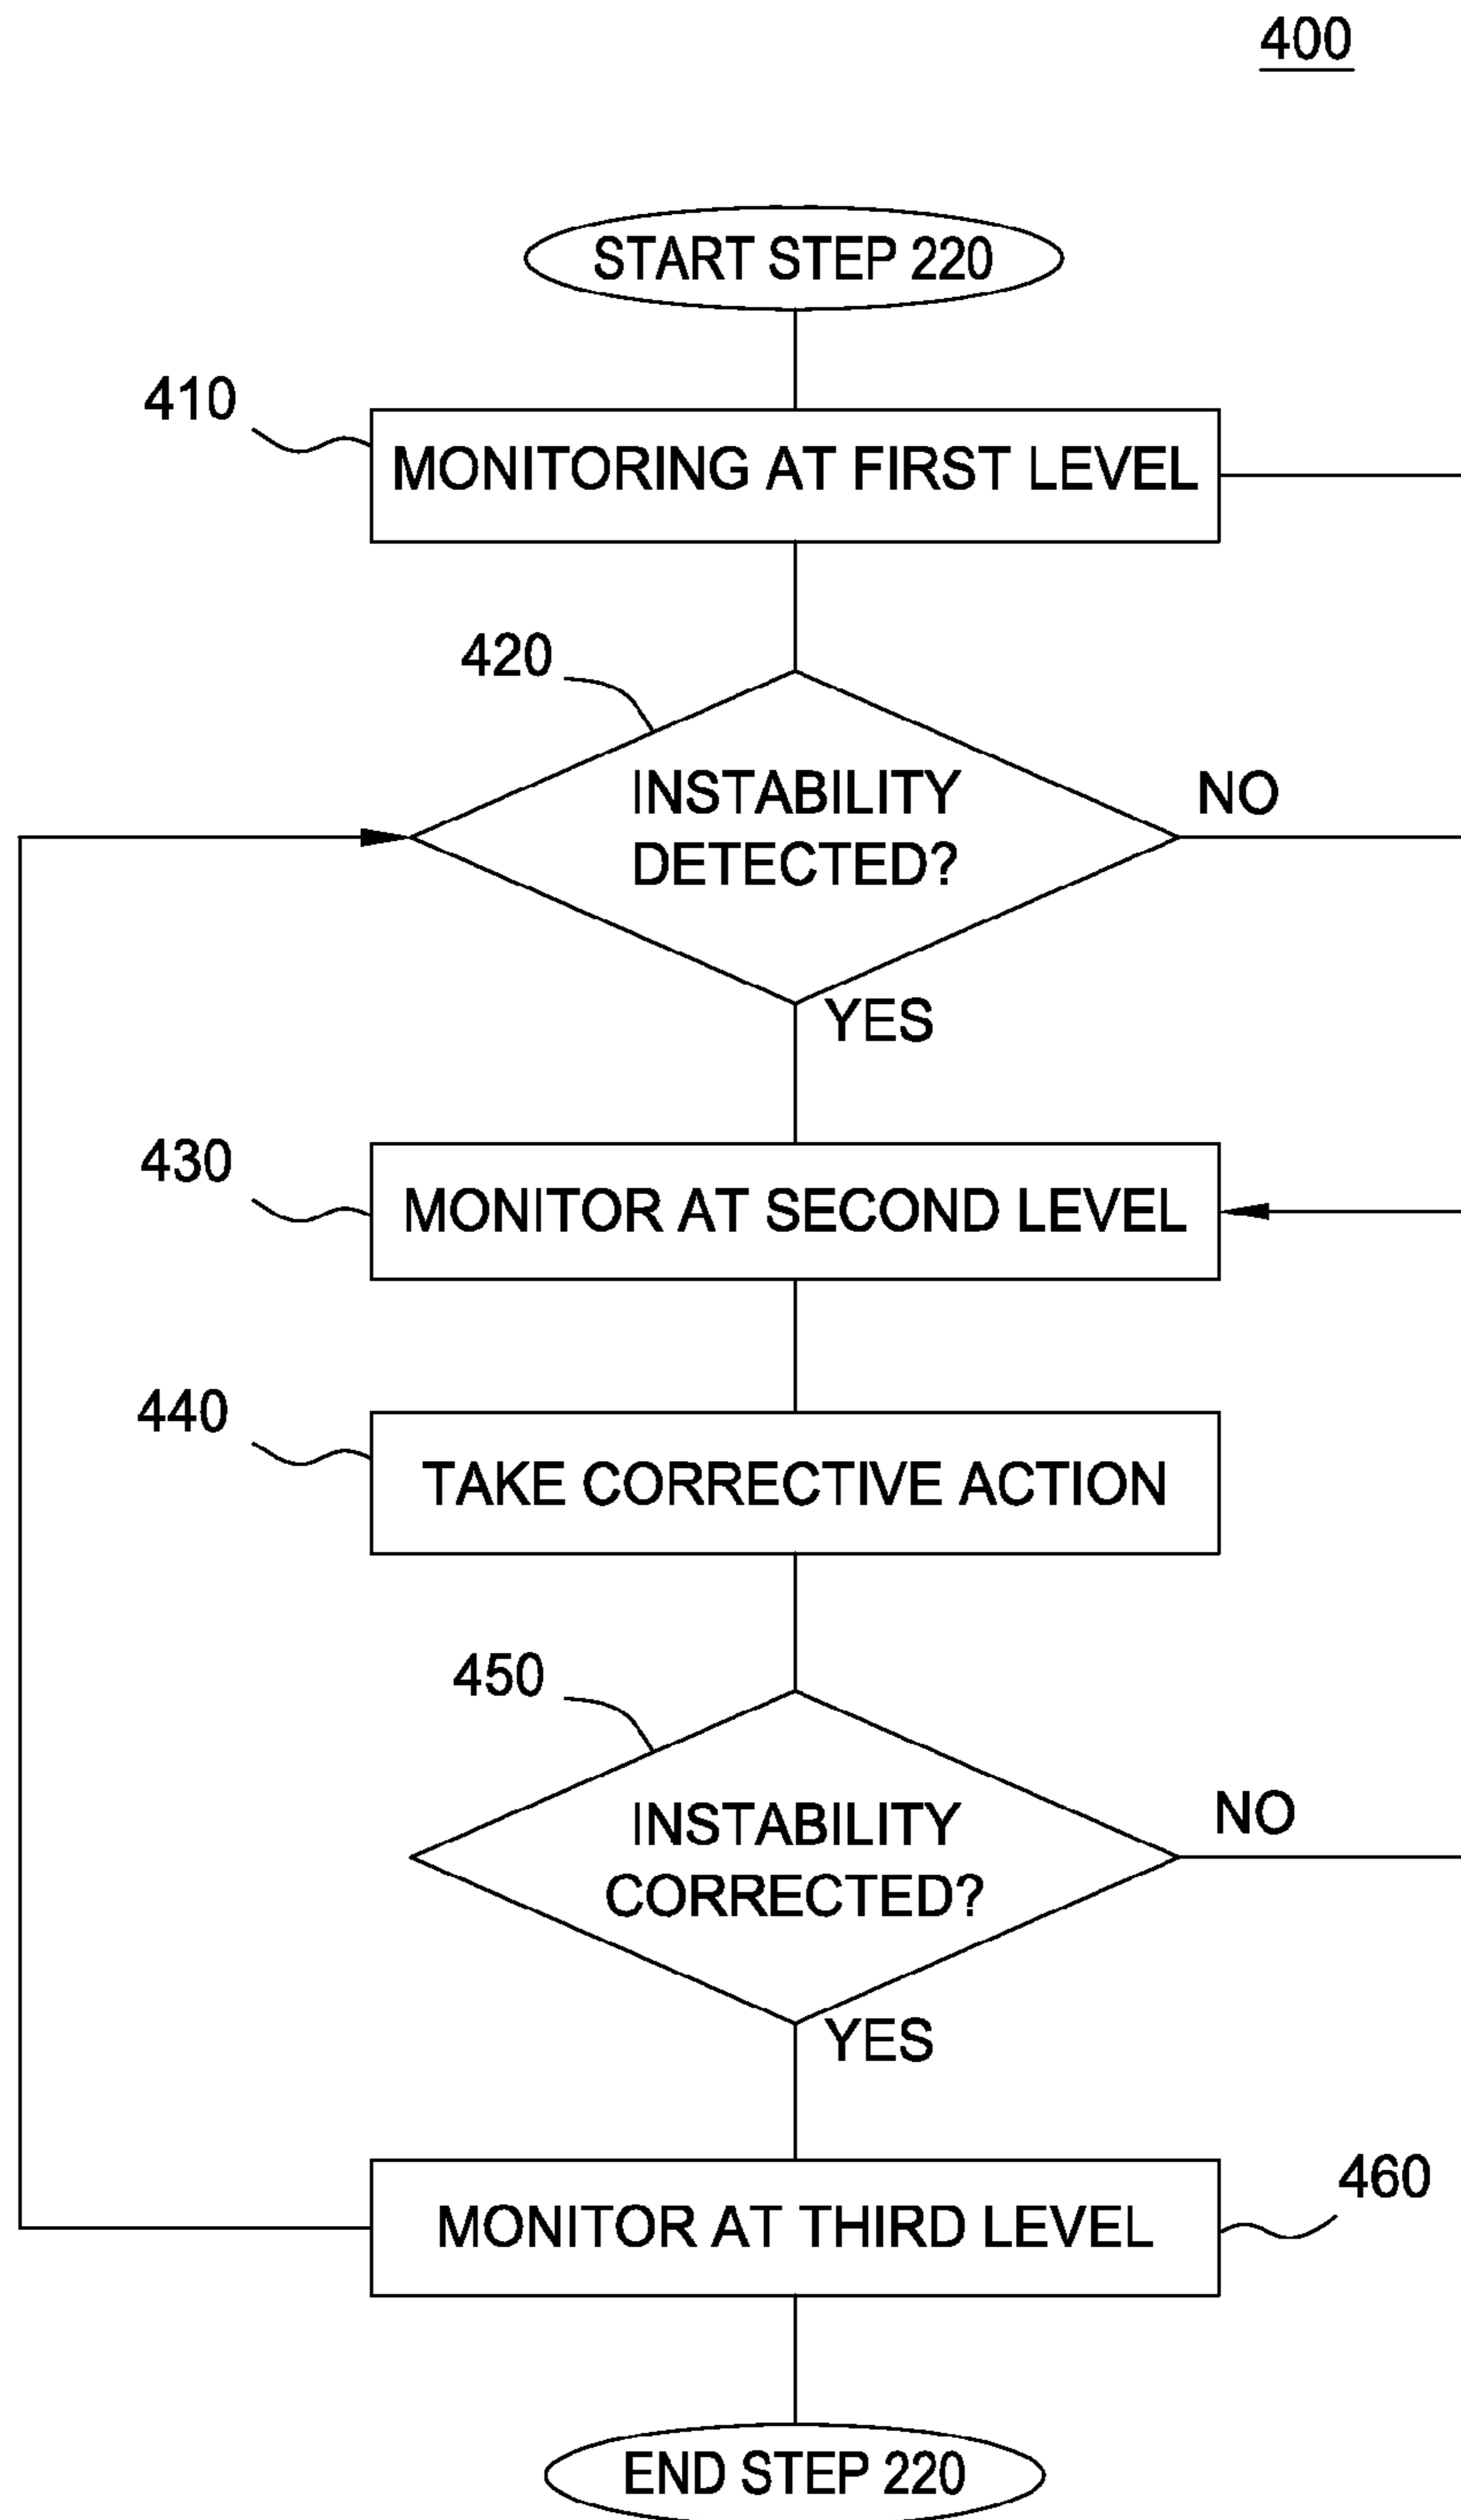 400
START STEP 220
410
MONITORING AT FIRST LEVEL
420
INSTABILITY
DETECTED?
NO
YES
430
MONITOR AT SECOND LEVEL
440
TAKE CORRECTIVE ACTION
450
INSTABILITY
CORRECTED?
NO
YES
460
MONITOR AT THIRD LEVEL
END STEP 220